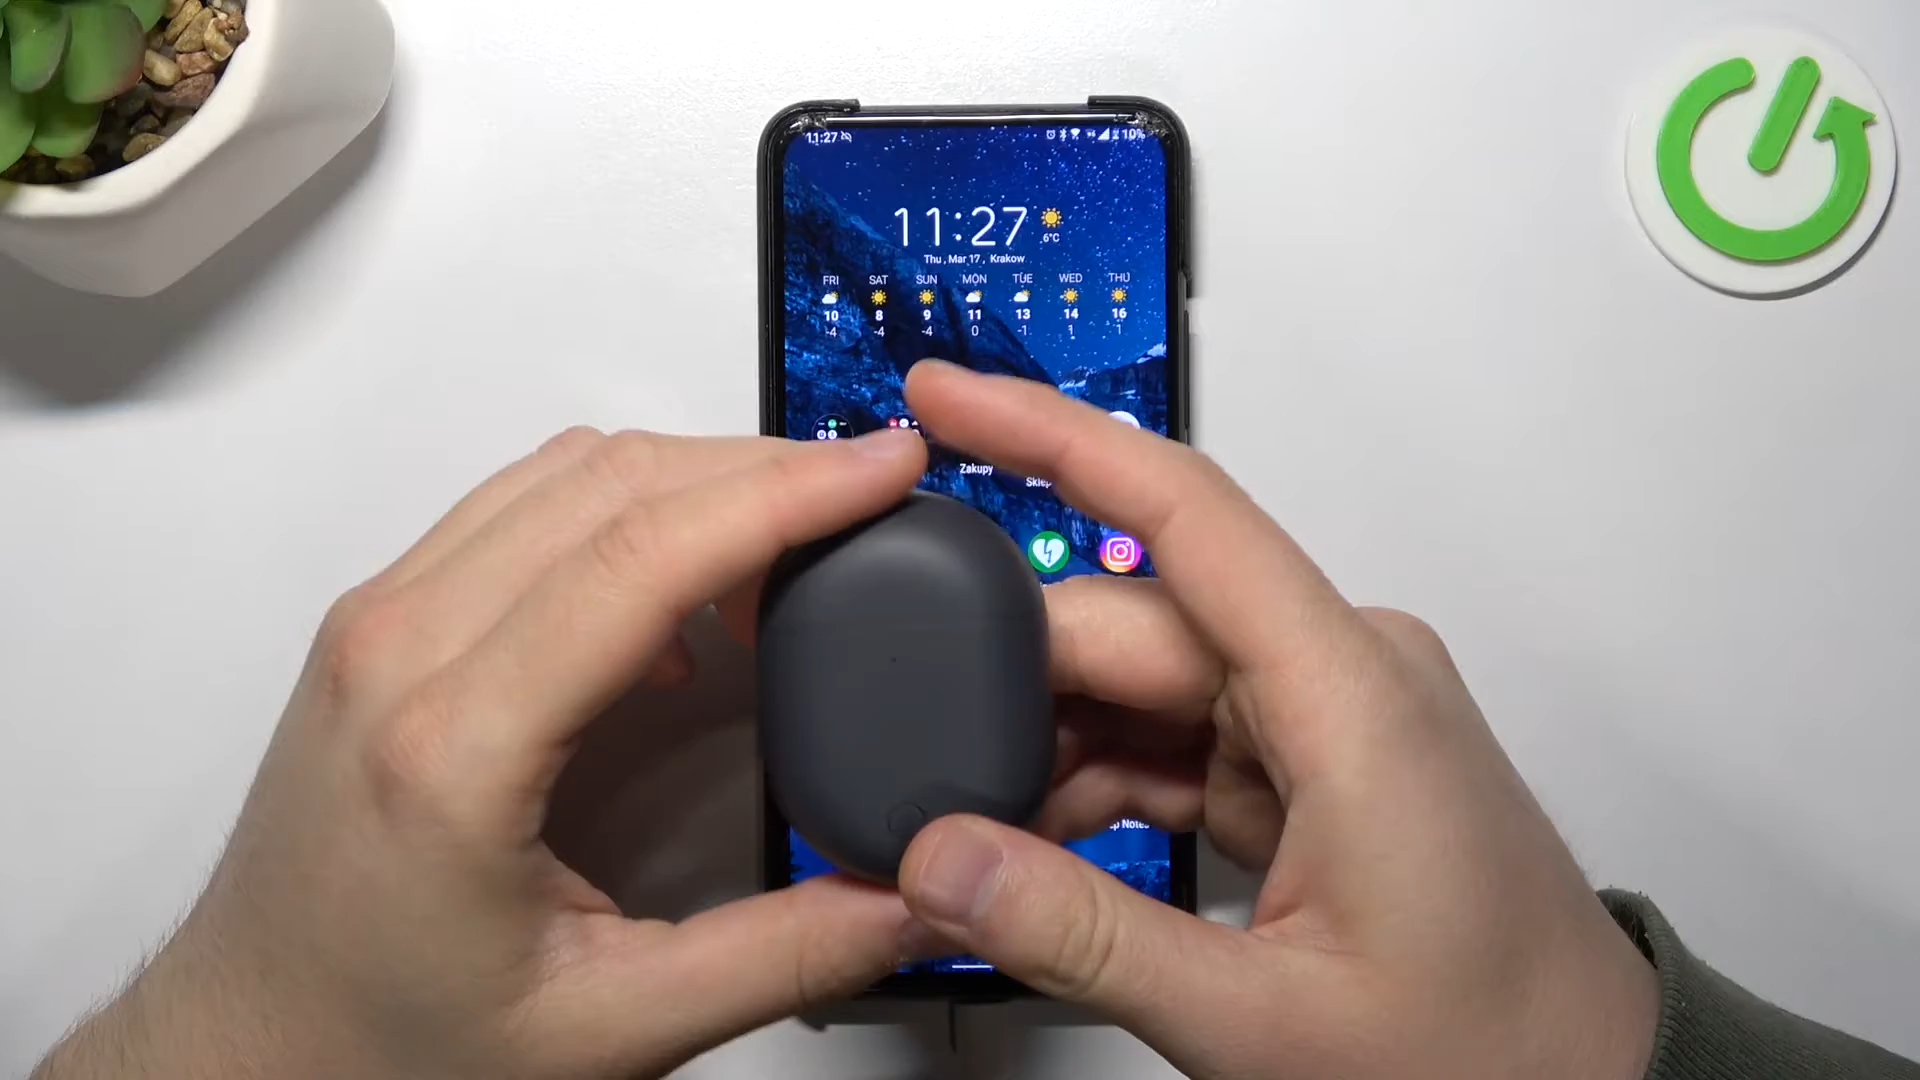 11:27
10%
11:27
6°C
Thu, Mar 17, Krakow
FRI SAT SUN MON TUE WED THU
10 8 9 11 13 14 16
-4 -4 -4 0 -1 1 1
Zakupy
Sklep